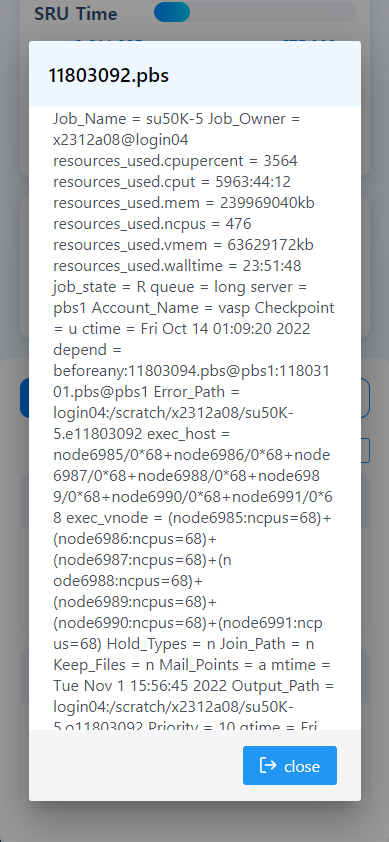 SRU Time
11803092.pbs
Job_Name = su50K-5 Job_Owner =
x2312a08@login04
resources_used.cpupercent = 3564
resources_used.cput = 5963:44:12
resources_used.mem = 239969040kb
resources_used.ncpus = 476
resources_used.vmem = 63629172kb
resources_used.walltime = 23:51:48
job_state = R queue = long server =
pbs1 Account_Name = vasp Checkpoint
= u ctime = Fri Oct 14 01:09:20 2022
depend =
beforeany:11803094.pbs@pbs1:118031
01.pbs@pbs1 Error_Path =
login04:/scratch/x2312a08/su50K-
5.e11803092 exec_host =
node6985/0*68+node6986/0*68+node
6987/0*68+node6988/0*68+node698
9/0*68+node6990/0*68+node6991/0*6
8 exec_vnode = (node6985:ncpus=68)+
(node6986:ncpus=68)+
(node6987:ncpus=68)+(n
ode6988:ncpus=68)+
(node6989:ncpus=68)+
(node6990:ncpus=68)+(node6991:ncp
us=68) Hold_Types = n Join_Path = n
Keep_Files = n Mail_Points = a mtime =
Tue Nov 1 15:56:45 2022 Output_Path =
login04:/scratch/x2312a08/su50K-
5.o11803092 Priority = 10 qtime = Fri
close